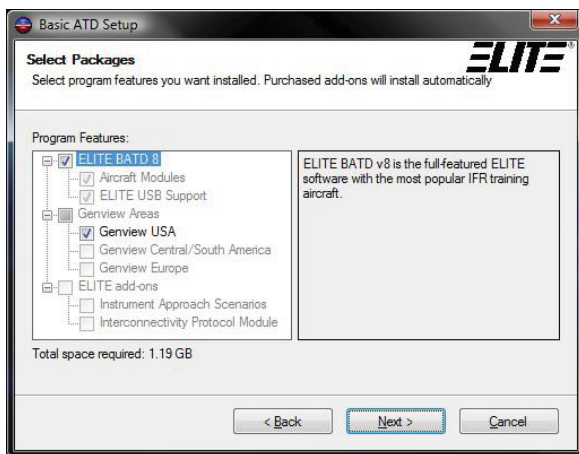 Basic ATD Setup
Select Packages
Select program features you want installed. Purchased add-ons will install automatically
ELITE®
Program Features:
ELITE BATD 8
Aircraft Modules
ELITE USB Support
Genview Areas
Genview USA
Genview Central/South America
Genview Europe
ELITE add-ons
Instrument Approach Scenarios
Interconnectivity Protocol Module
ELITE BATD v8 is the full-featured ELITE
software with the most popular IFR training
aircraft.
Total space required: 1.19 GB
< Back
Next >
Cancel